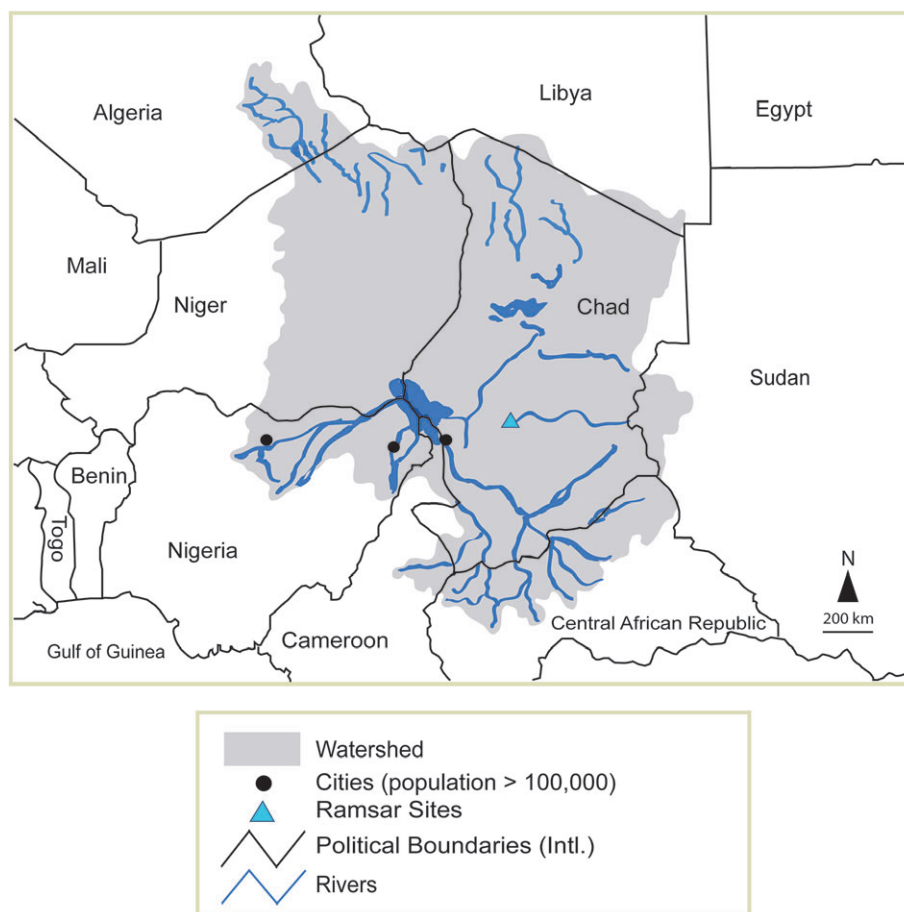 Algeria
Libya
Egypt
Mali
Niger
Chad
Sudan
Benin
Togo
Nigeria
N
200 km
Central African Republic
Cameroon
Gulf of Guinea
Watershed
Cities (population > 100,000)
Ramsar Sites
Political Boundaries (Intl.)
Rivers